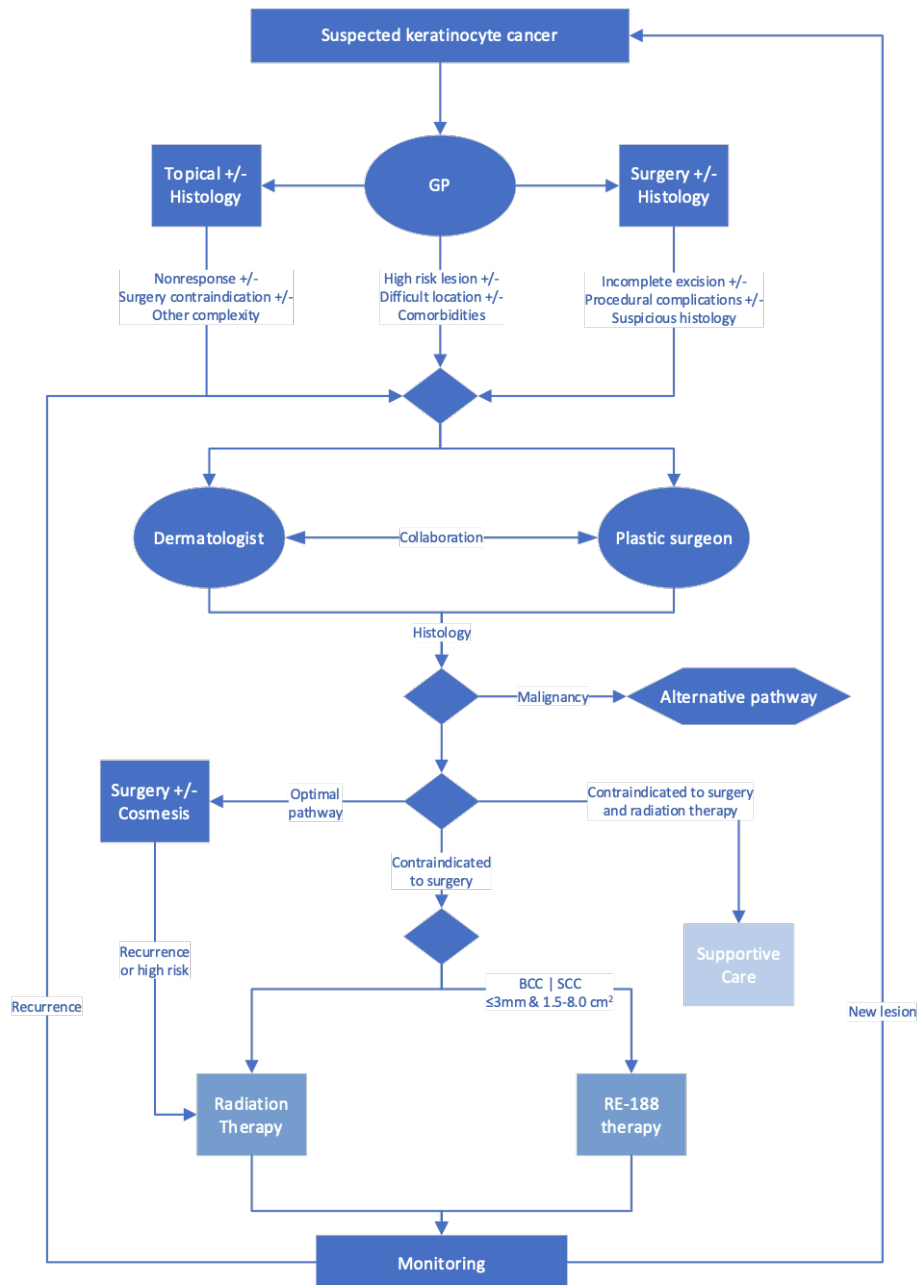 Suspected keratinocyte cancer
Topical +/-
Histology
GP
Surgery +/-
Histology
Nonresponse +/-
Surgery contraindication +/-
Other complexity
High risk lesion +/-
Difficult location +/-
Comorbidities
Incomplete excision +/-
Procedural complications +/-
Suspicious histology
Dermatologist
Collaboration
Plastic surgeon
Histology
Malignancy
Alternative pathway
Surgery +/-
Cosmesis
Optimal
pathway
Contraindicated to surgery
and radiation therapy
Contraindicated
to surgery
Recurrence
or high risk
Supportive
Care
BCC | SCC
≤3mm & 1.5-8.0 cm²
Recurrence
New lesion
Radiation
Therapy
RE-188
therapy
Monitoring